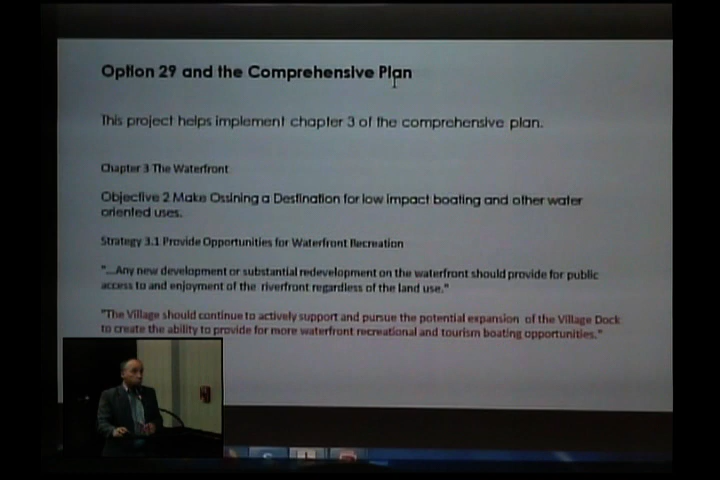 Option 29 and the Comprehensive Plan
This project helps implement chapter 3 of the comprehensive plan.
Chapter 3 The Waterfront
Objective 2 Make Ossining a Destination for low impact boating and other water
oriented uses.
Strategy 3.1 Provide Opportunities for Waterfront Recreation
"...Any new development or substantial redevelopment on the waterfront should provide for public
access to and enjoyment of the riverfront regardless of the land use."
"The Village should continue to actively support and pursue the potential expansion of the Village Dock
to create the ability to provide for more waterfront recreational and tourism boating opportunities."